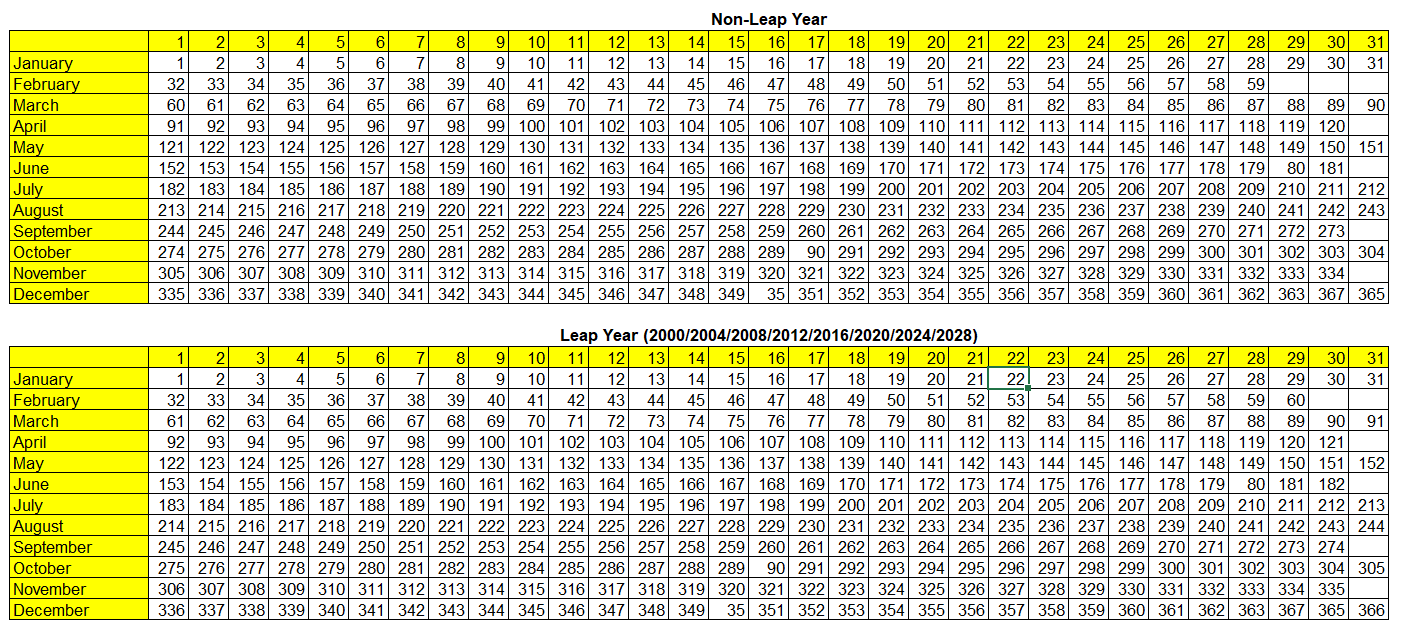 Non-Leap Year
1 2 3 4 5 6 7 8 9 10 11 12 13 14 15 16 17 18 19 20 21 22 23 24 25 26 27 28 29 30 31
January 1 2 3 4 5 6 7 8 9 10 11 12 13 14 15 16 17 18 19 20 21 22 23 24 25 26 27 28 29 30 31
February 32 33 34 35 36 37 38 39 40 41 42 43 44 45 46 47 48 49 50 51 52 53 54 55 56 57 58 59
March 60 61 62 63 64 65 66 67 68 69 70 71 72 73 74 75 76 77 78 79 80 81 82 83 84 85 86 87 88 89 90
April 91 92 93 94 95 96 97 98 99 100 101 102 103 104 105 106 107 108 109 110 111 112 113 114 115 116 117 118 119 120
May 121 122 123 124 125 126 127 128 129 130 131 132 133 134 135 136 137 138 139 140 141 142 143 144 145 146 147 148 149 150 151
June 152 153 154 155 156 157 158 159 160 161 162 163 164 165 166 167 168 169 170 171 172 173 174 175 176 177 178 179 80 181
July 182 183 184 185 186 187 188 189 190 191 192 193 194 195 196 197 198 199 200 201 202 203 204 205 206 207 208 209 210 211 212
August 213 214 215 216 217 218 219 220 221 222 223 224 225 226 227 228 229 230 231 232 233 234 235 236 237 238 239 240 241 242 243
September 244 245 246 247 248 249 250 251 252 253 254 255 256 257 258 259 260 261 262 263 264 265 266 267 268 269 270 271 272 273
October 274 275 276 277 278 279 280 281 282 283 284 285 286 287 288 289 90 291 292 293 294 295 296 297 298 299 300 301 302 303 304
November 305 306 307 308 309 310 311 312 313 314 315 316 317 318 319 320 321 322 323 324 325 326 327 328 329 330 331 332 333 334
December 335 336 337 338 339 340 341 342 343 344 345 346 347 348 349 35 351 352 353 354 355 356 357 358 359 360 361 362 363 367 365
Leap Year (2000/2004/2008/2012/2016/2020/2024/2028)
1 2 3 4 5 6 7 8 9 10 11 12 13 14 15 16 17 18 19 20 21 22 23 24 25 26 27 28 29 30 31
January 1 2 3 4 5 6 7 8 9 10 11 12 13 14 15 16 17 18 19 20 21 22 23 24 25 26 27 28 29 30 31
February 32 33 34 35 36 37 38 39 40 41 42 43 44 45 46 47 48 49 50 51 52 53 54 55 56 57 58 59 60
March 61 62 63 64 65 66 67 68 69 70 71 72 73 74 75 76 77 78 79 80 81 82 83 84 85 86 87 88 89 90 91
April 92 93 94 95 96 97 98 99 100 101 102 103 104 105 106 107 108 109 110 111 112 113 114 115 116 117 118 119 120 121
May 122 123 124 125 126 127 128 129 130 131 132 133 134 135 136 137 138 139 140 141 142 143 144 145 146 147 148 149 150 151 152
June 153 154 155 156 157 158 159 160 161 162 163 164 165 166 167 168 169 170 171 172 173 174 175 176 177 178 179 80 181 182
July 183 184 185 186 187 188 189 190 191 192 193 194 195 196 197 198 199 200 201 202 203 204 205 206 207 208 209 210 211 212 213
August 214 215 216 217 218 219 220 221 222 223 224 225 226 227 228 229 230 231 232 233 234 235 236 237 238 239 240 241 242 243 244
September 245 246 247 248 249 250 251 252 253 254 255 256 257 258 259 260 261 262 263 264 265 266 267 268 269 270 271 272 273 274
October 275 276 277 278 279 280 281 282 283 284 285 286 287 288 289 90 291 292 293 294 295 296 297 298 299 300 301 302 303 304 305
November 306 307 308 309 310 311 312 313 314 315 316 317 318 319 320 321 322 323 324 325 326 327 328 329 330 331 332 333 334 335
December 336 337 338 339 340 341 342 343 344 345 346 347 348 349 35 351 352 353 354 355 356 357 358 359 360 361 362 363 367 365 366